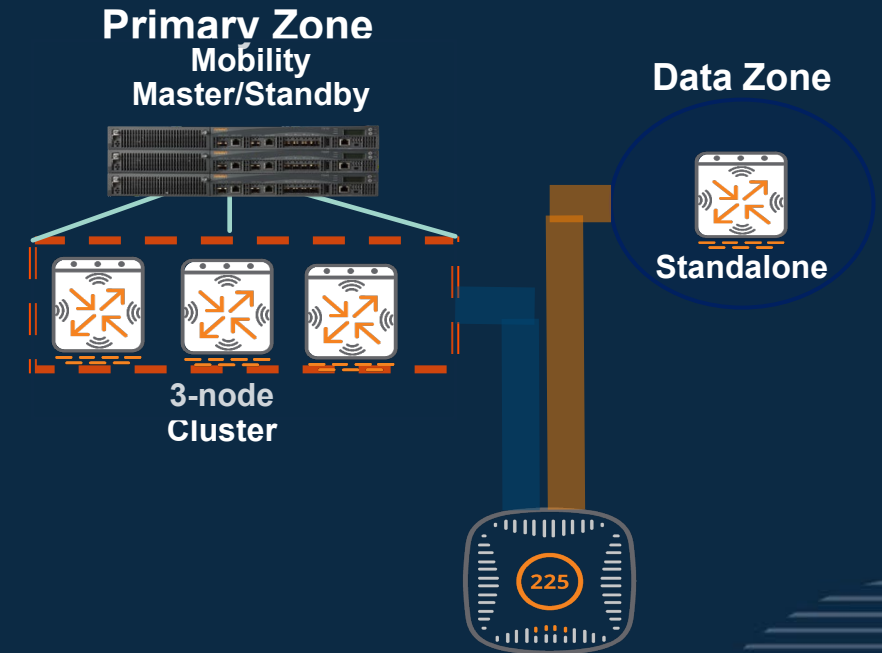 Primary Zone
Mobility
Master/Standby
Data Zone
Standalone
3-node
Cluster
225